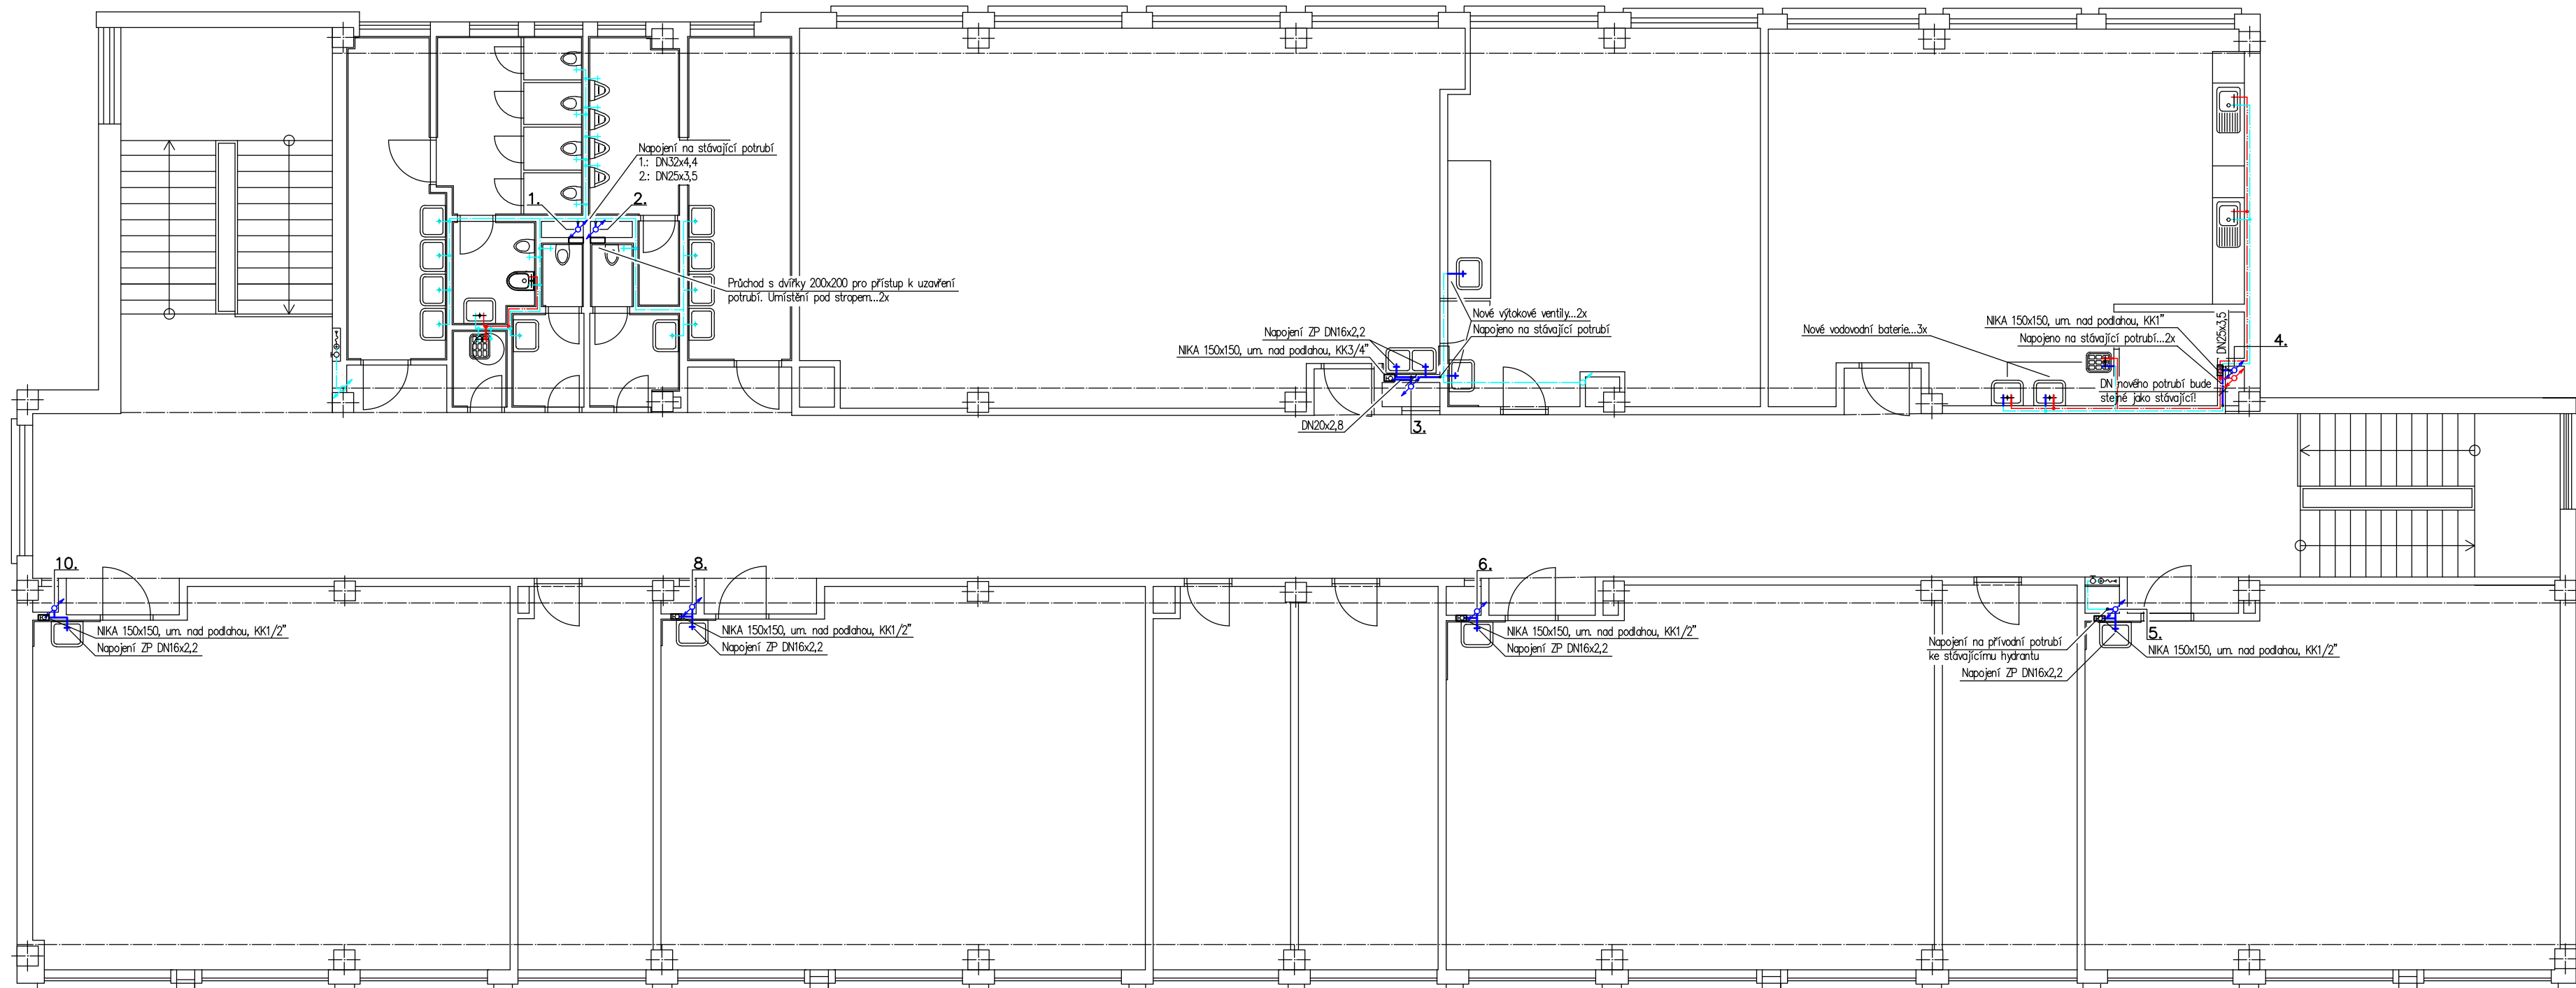 Napojení na stávající potrubí
1.: DN32x4,4
2.: DN25x3,5
1.
2.
Průchod s dvířky 200x200 pro přístup k uzavření
potrubí. Umístění pod stropem...2x
Nové výtokové ventily...2x
Napojeno na stávající potrubí
Napojení ZP DN16x2,2
NIKA 150x150, um. nad podlahou, KK3/4"
DN20x2,8
3.
Nové vodovodní baterie...3x
NIKA 150x150, um. nad podlahou, KK1"
Napojeno na stávající potrubí...2x
DN25x3,5
4.
DN nového potrubí bude
stejné jako stávající!
10.
NIKA 150x150, um. nad podlahou, KK1/2"
Napojení ZP DN16x2,2
8.
NIKA 150x150, um. nad podlahou, KK1/2"
Napojení ZP DN16x2,2
6.
NIKA 150x150, um. nad podlahou, KK1/2"
Napojení ZP DN16x2,2
Napojení na přívodní potrubí
ke stávajícímu hydrantu
Napojení ZP DN16x2,2
5.
NIKA 150x150, um. nad podlahou, KK1/2"